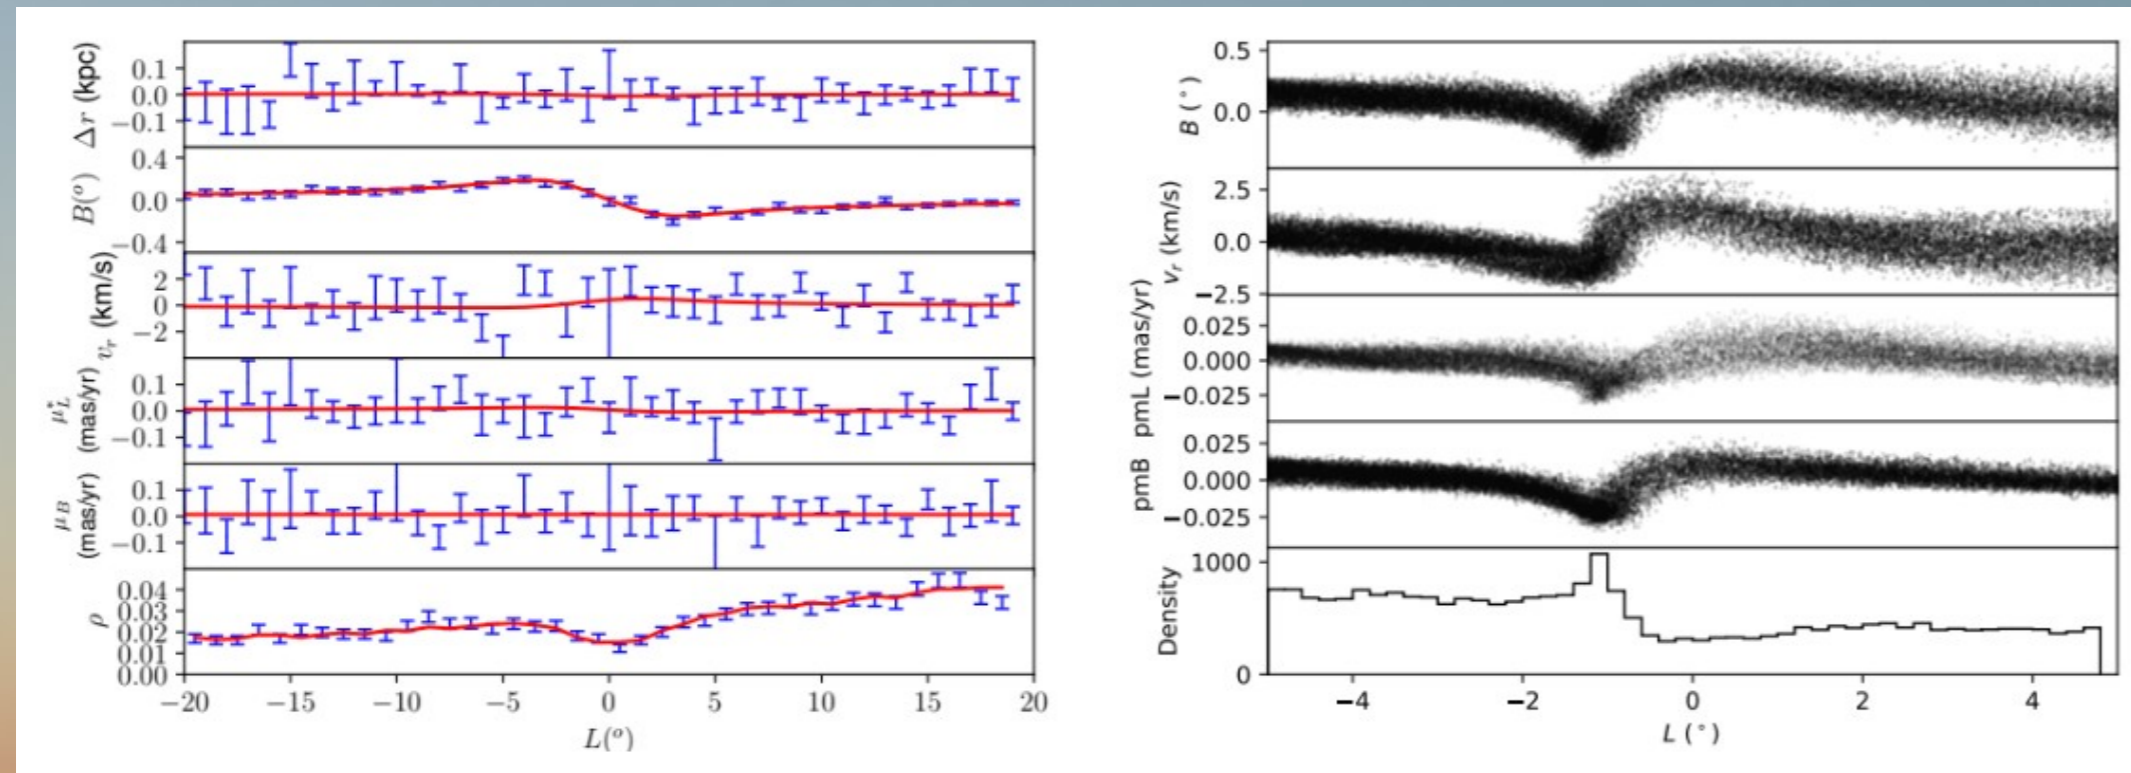 Δr (kpc)
0.1
0.0
−0.1
B(°)
0.4
0.0
−0.4
v_r (km/s)
2
0
−2
μ*_L
(mas/yr)
0.1
0.0
−0.1
μ_B
(mas/yr)
0.1
0.0
−0.1
ρ
0.04
0.03
0.02
0.01
0.00
−20 −15 −10 −5 0 5 10 15 20
L(°)
B (°)
0.5
0.0
v_r (km/s)
2.5
0.0
−2.5
pmL (mas/yr)
0.025
0.000
−0.025
pmB
0.025
0.000
−0.025
Density
1000
0
−4 −2 0 2 4
L (°)